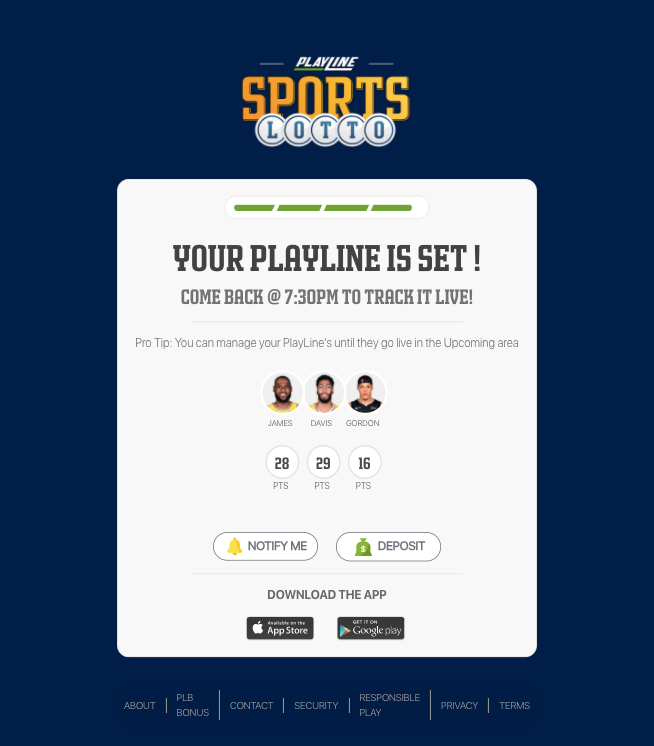 PLAYLINE
SPORTS
LOTTO
YOUR PLAYLINE IS SET !
COME BACK @ 7:30PM TO TRACK IT LIVE!
Pro Tip: You can manage your PlayLine's until they go live in the Upcoming area
JAMES DAVIS GORDON
28 29 16
PTS PTS PTS
NOTIFY ME DEPOSIT
$
DOWNLOAD THE APP
Available on the
App Store
GET IT ON
Google play
ABOUT
PLB
BONUS
CONTACT
SECURITY
RESPONSIBLE
PLAY
PRIVACY
TERMS